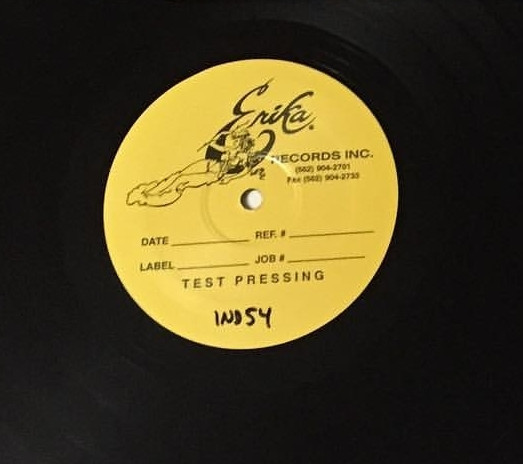 Erika
RECORDS INC.
(562) 904-2701
Fax (562) 904-2733
DATE REF. #
LABEL JOB #
TEST PRESSING
IND54